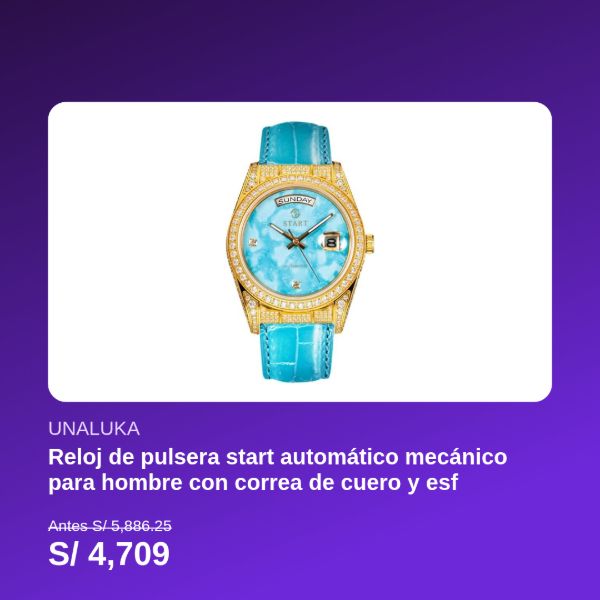 SUNDAY
START
8
UNALUKA
Reloj de pulsera start automático mecánico
para hombre con correa de cuero y esf
Antes S/ 5,886.25
S/ 4,709